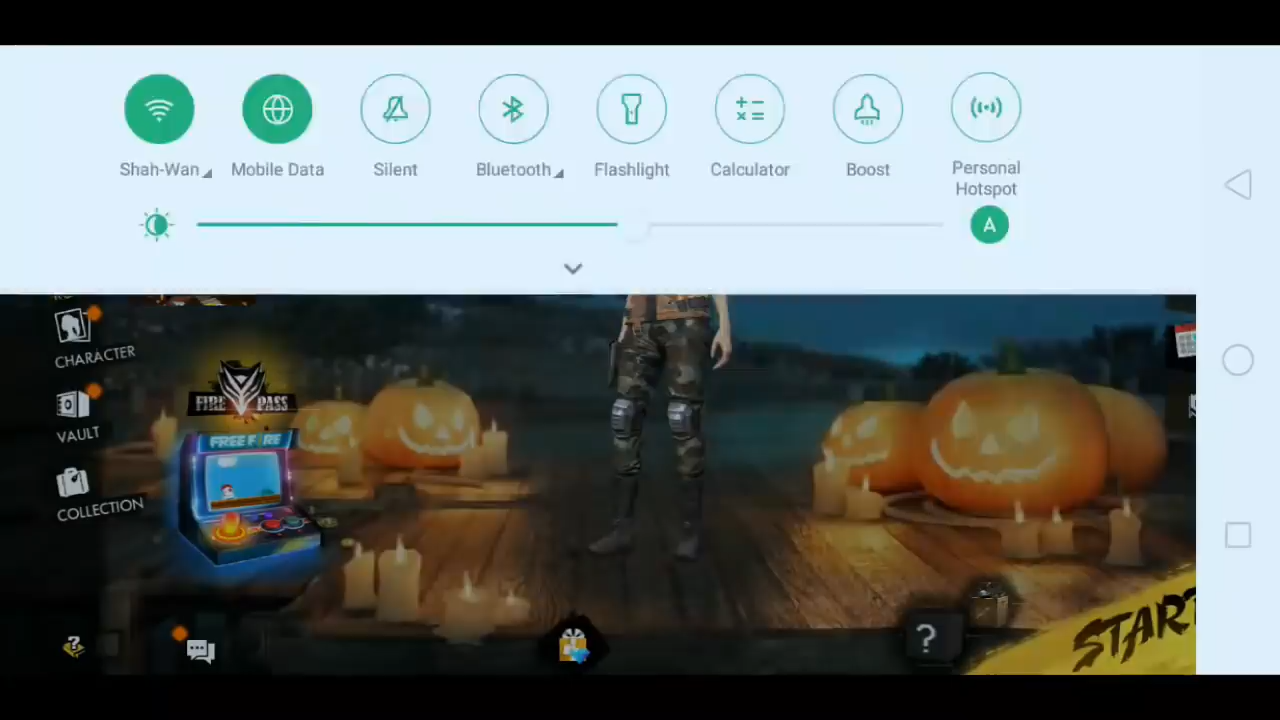 Shah-Wan
Mobile Data
Silent
Bluetooth
Flashlight
Calculator
Boost
Personal
Hotspot
A
CHARACTER
FIRE PASS
VAULT
FREE FIRE
COLLECTION
?
START